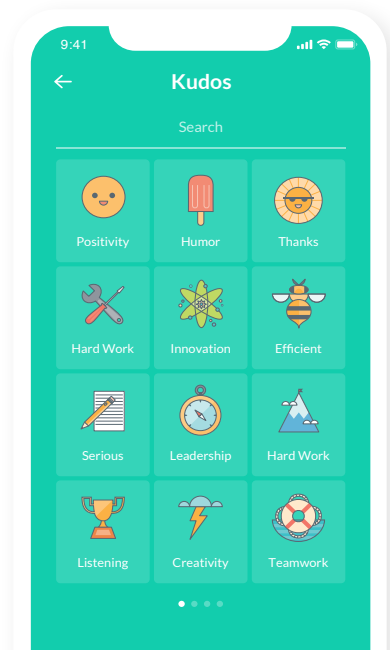 9:41
Kudos
Search
Positivity Humor Thanks
Hard Work Innovation Efficient
Serious Leadership Hard Work
Listening Creativity Teamwork